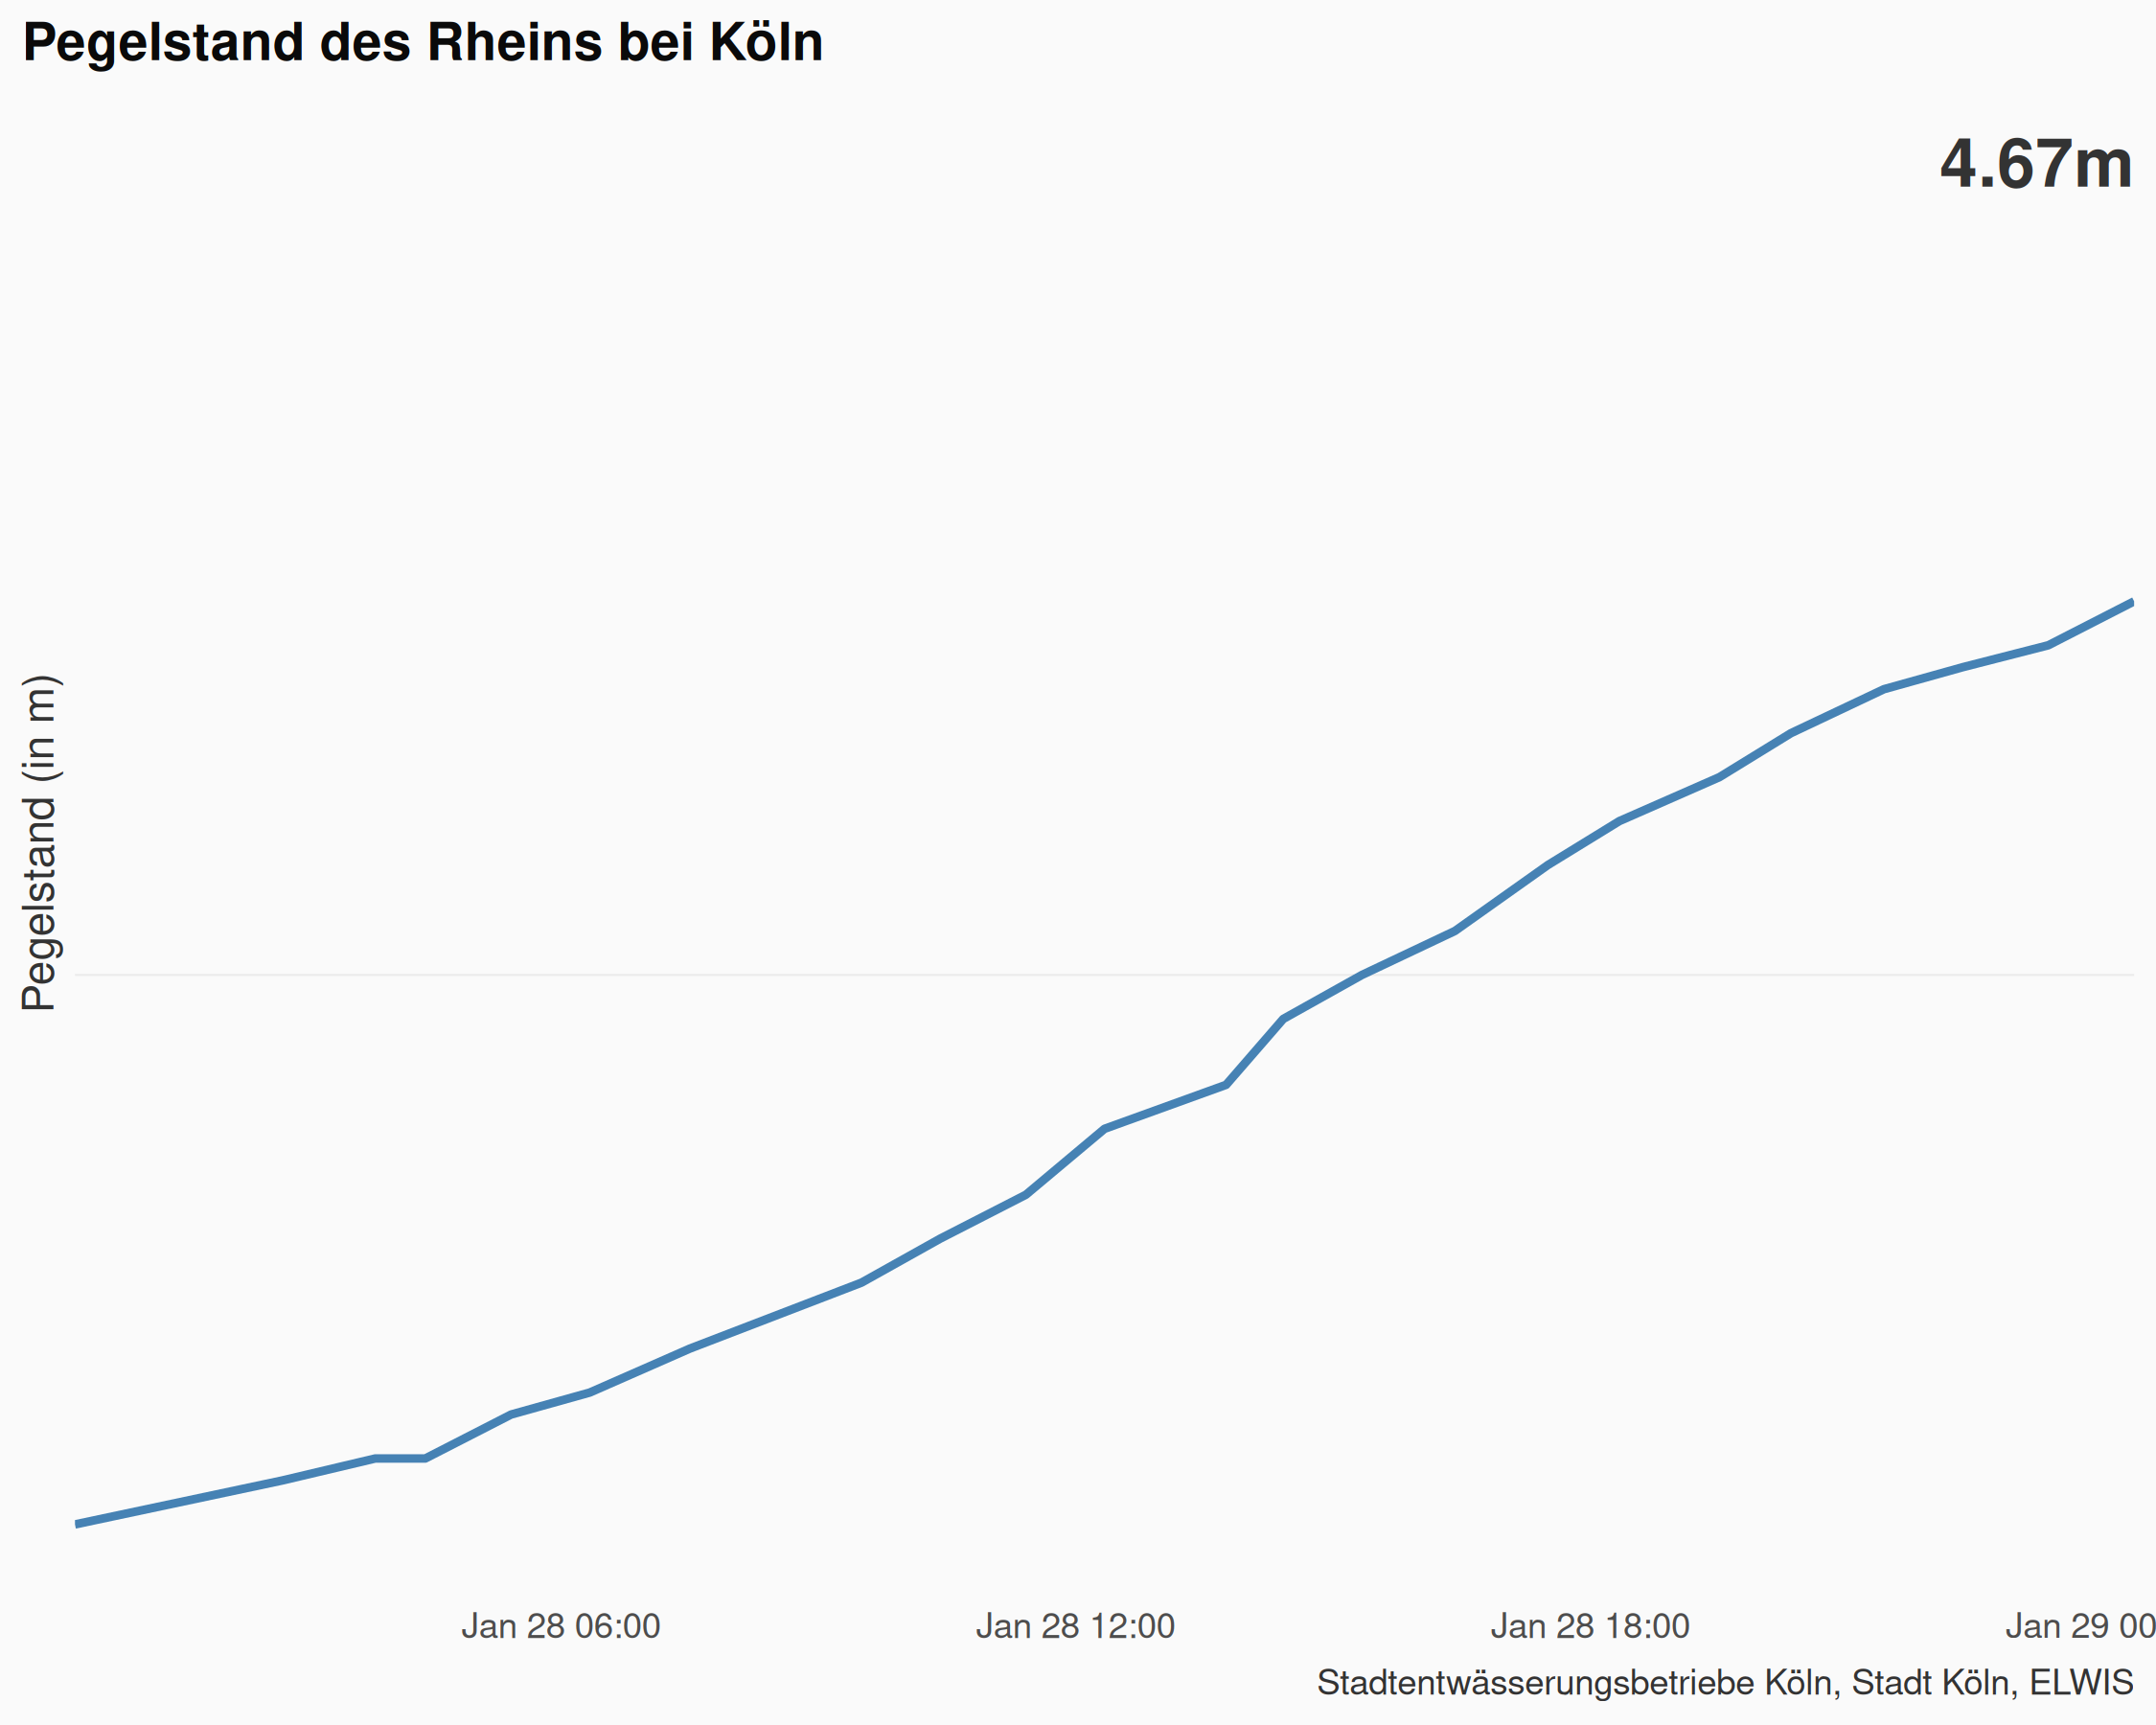 Pegelstand des Rheins bei Köln
4.67m
Pegelstand (in m)
Jan 28 06:00
Jan 28 12:00
Jan 28 18:00
Jan 29 00
Stadtentwässerungsbetriebe Köln, Stadt Köln, ELWIS